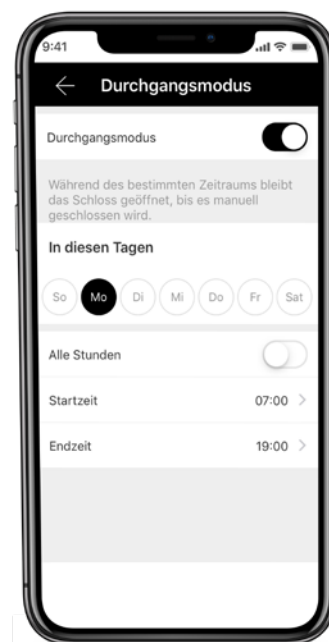 9:41
Durchgangsmodus
Durchgangsmodus
Während des bestimmten Zeitraums bleibt
das Schloss geöffnet, bis es manuell
geschlossen wird.
In diesen Tagen
So Mo Di Mi Do Fr Sat
Alle Stunden
Startzeit 07:00
Endzeit 19:00